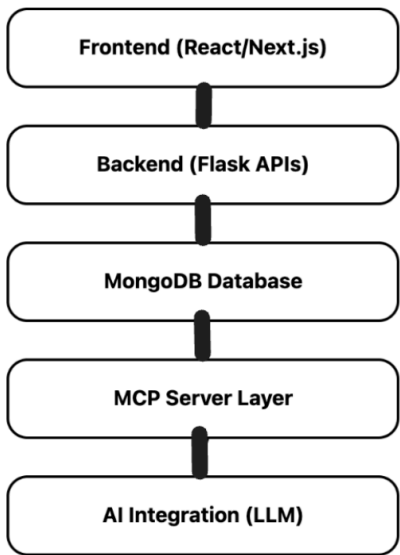 Frontend (React/Next.js)
Backend (Flask APIs)
MongoDB Database
MCP Server Layer
AI Integration (LLM)